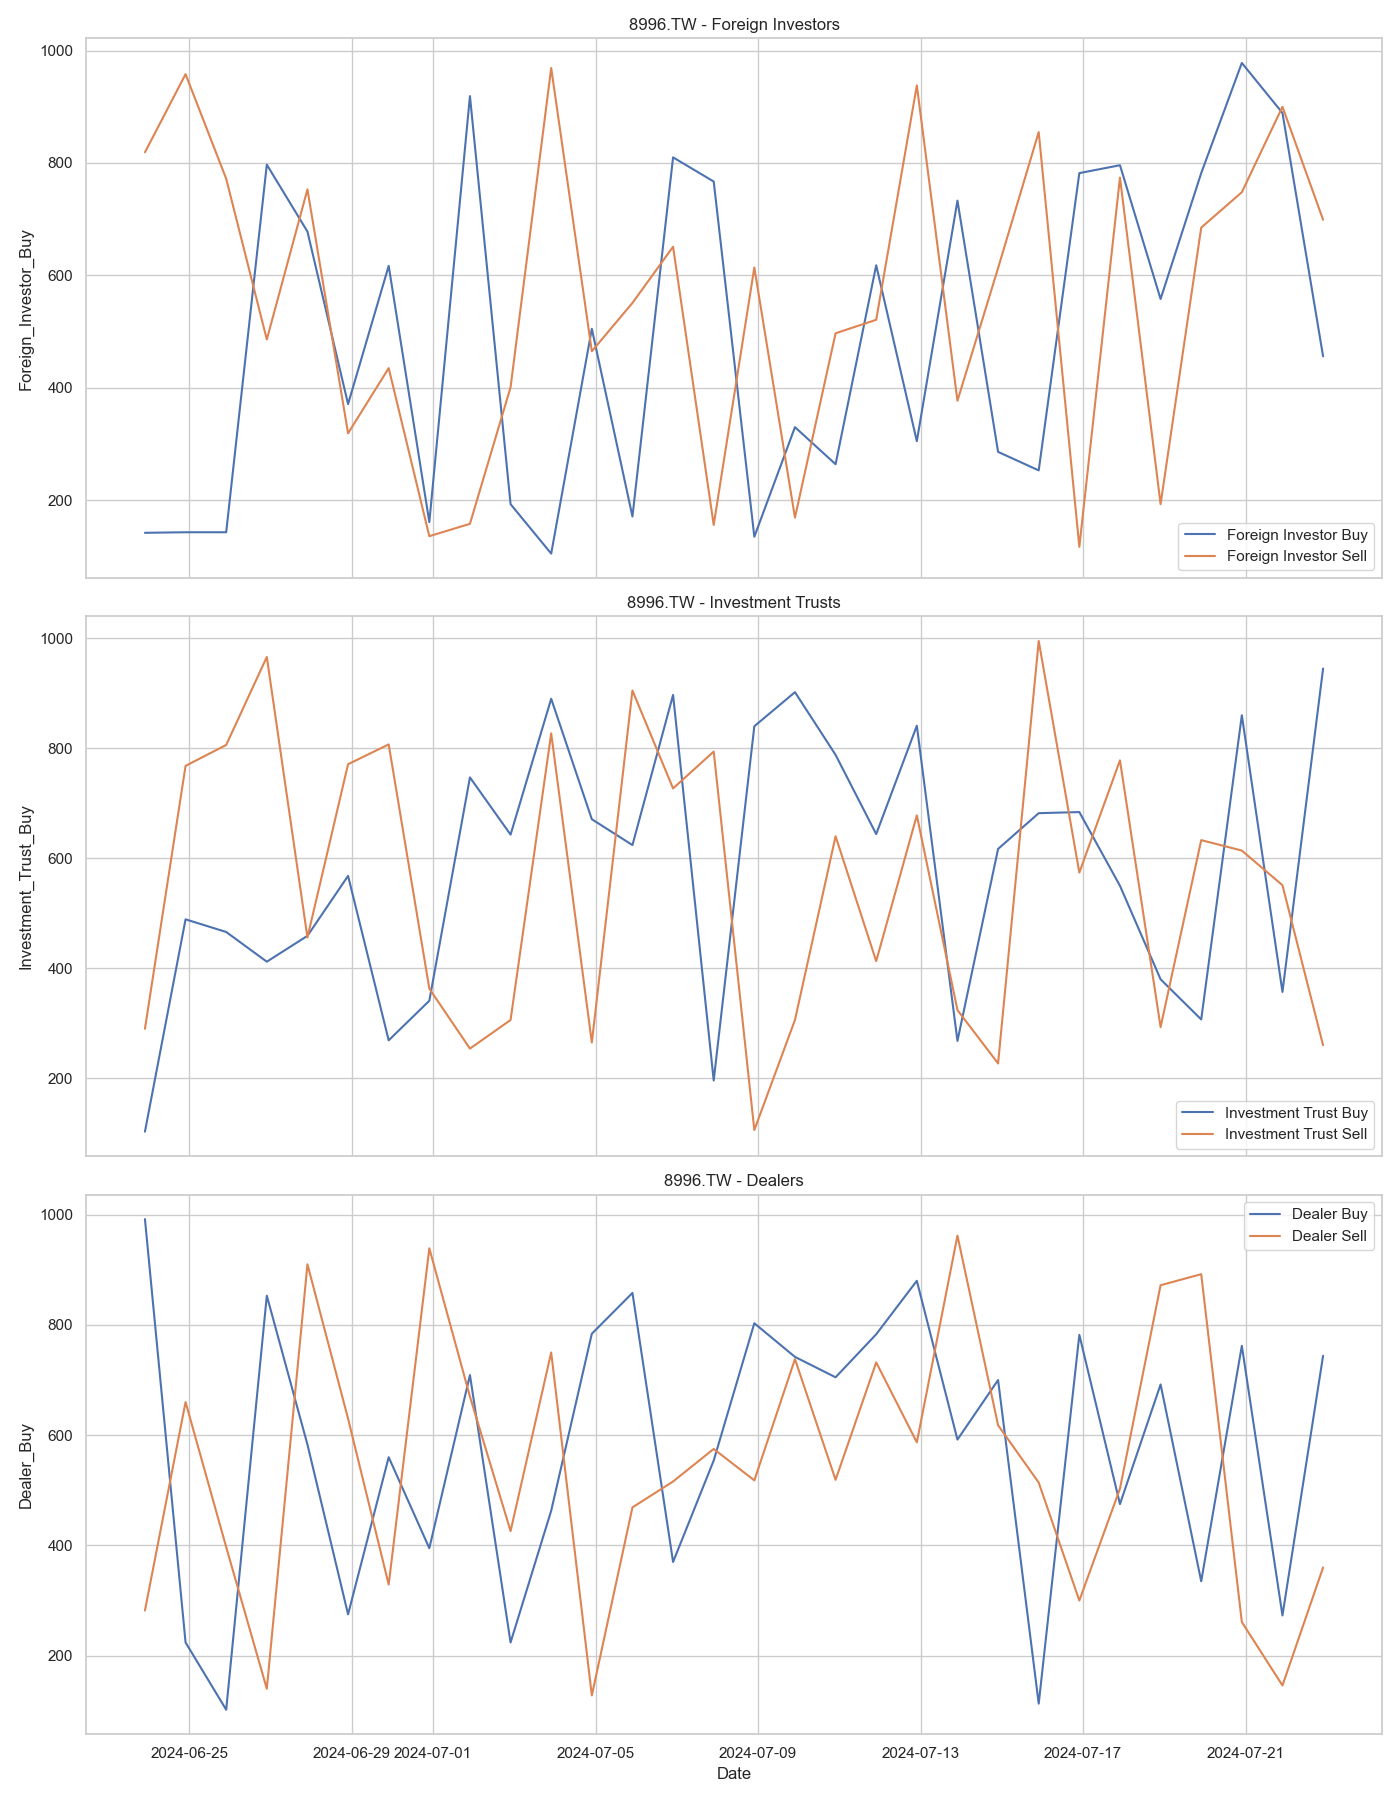 8996.TW - Foreign Investors
1000
800
600
400
200
Foreign_Investor_Buy
Foreign Investor Buy
Foreign Investor Sell
8996.TW - Investment Trusts
1000
800
600
400
200
Investment_Trust_Buy
Investment Trust Buy
Investment Trust Sell
8996.TW - Dealers
1000
800
600
400
200
Dealer_Buy
Dealer Buy
Dealer Sell
2024-06-25 2024-06-29 2024-07-01 2024-07-05 2024-07-09 2024-07-13 2024-07-17 2024-07-21
Date